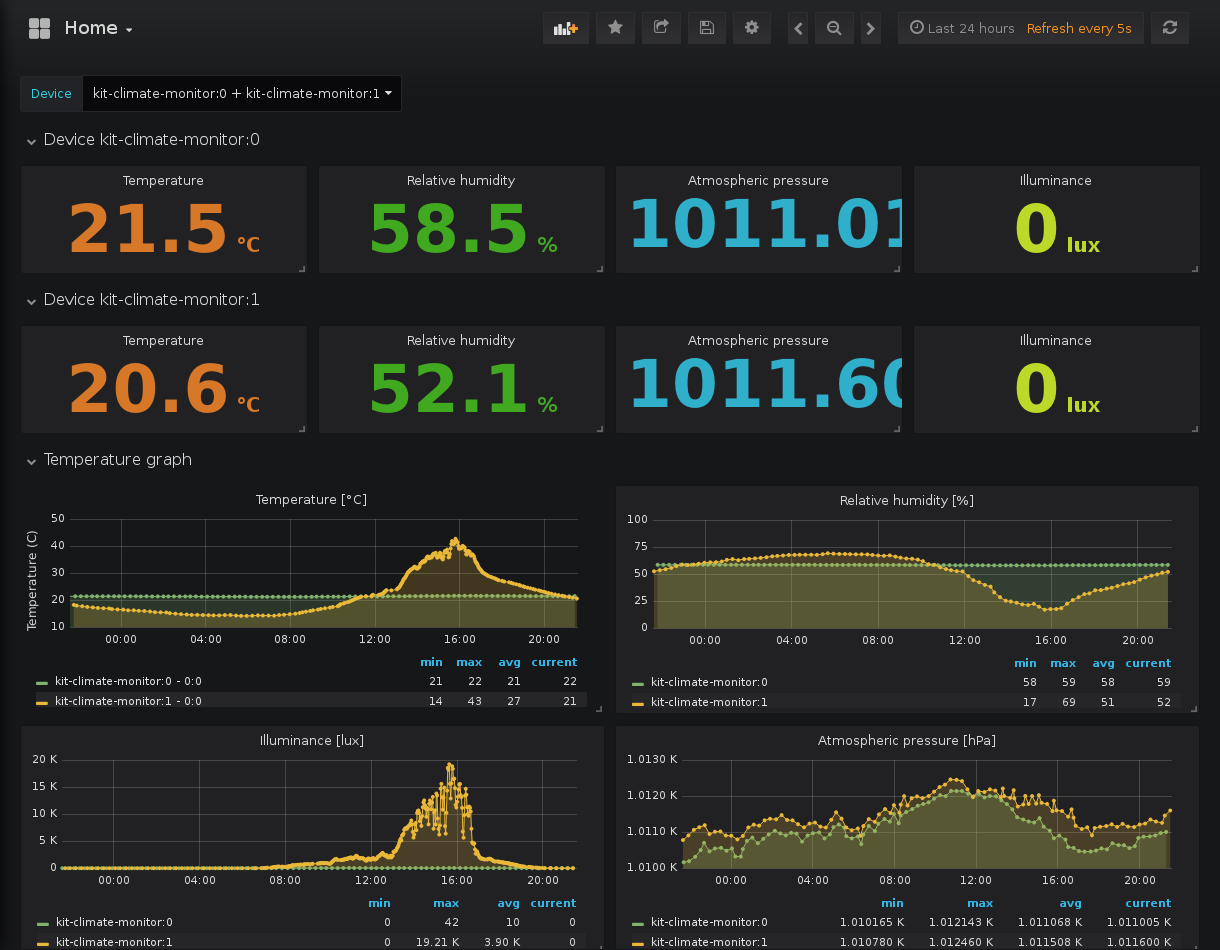 Home
Last 24 hours Refresh every 5s
Device kit-climate-monitor:0 + kit-climate-monitor:1
Device kit-climate-monitor:0
Temperature Relative humidity Atmospheric pressure Illuminance
21.5 °C 58.5 % 1011.01 0 lux
Device kit-climate-monitor:1
Temperature Relative humidity Atmospheric pressure Illuminance
20.6 °C 52.1 % 1011.60 0 lux
Temperature graph
Temperature [°C]
Temperature (C)
50
40
30
20
10
00:00 04:00 08:00 12:00 16:00 20:00
min max avg current
kit-climate-monitor:0 - 0:0 21 22 21 22
kit-climate-monitor:1 - 0:0 14 43 27 21
Relative humidity [%]
100
75
50
25
0
00:00 04:00 08:00 12:00 16:00 20:00
min max avg current
kit-climate-monitor:0 58 59 58 59
kit-climate-monitor:1 17 69 51 52
Illuminance [lux]
20 K
15 K
10 K
5 K
0
00:00 04:00 08:00 12:00 16:00 20:00
min max avg current
kit-climate-monitor:0 0 42 10 0
kit-climate-monitor:1 0 19.21 K 3.90 K 0
Atmospheric pressure [hPa]
1.0130 K
1.0120 K
1.0110 K
1.0100 K
00:00 04:00 08:00 12:00 16:00 20:00
min max avg current
kit-climate-monitor:0 1.010165 K 1.012143 K 1.011068 K 1.011005 K
kit-climate-monitor:1 1.010780 K 1.012460 K 1.011508 K 1.011600 K